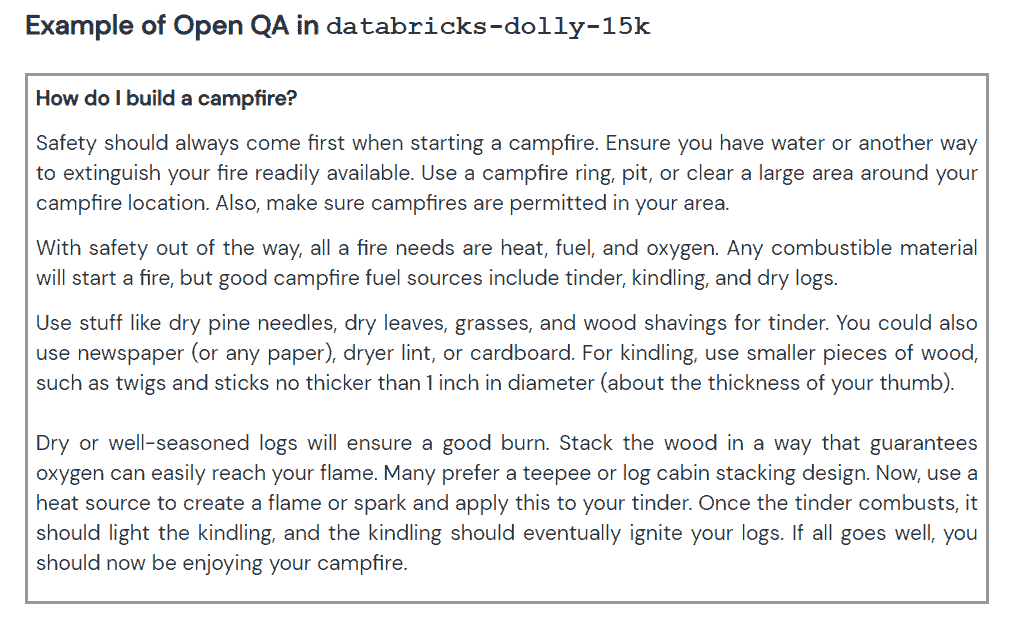 Example of Open QA in databricks-dolly-15k
How do I build a campfire?
Safety should always come first when starting a campfire. Ensure you have water or another way
to extinguish your fire readily available. Use a campfire ring, pit, or clear a large area around your
campfire location. Also, make sure campfires are permitted in your area.
With safety out of the way, all a fire needs are heat, fuel, and oxygen. Any combustible material
will start a fire, but good campfire fuel sources include tinder, kindling, and dry logs.
Use stuff like dry pine needles, dry leaves, grasses, and wood shavings for tinder. You could also
use newspaper (or any paper), dryer lint, or cardboard. For kindling, use smaller pieces of wood,
such as twigs and sticks no thicker than 1 inch in diameter (about the thickness of your thumb).
Dry or well-seasoned logs will ensure a good burn. Stack the wood in a way that guarantees
oxygen can easily reach your flame. Many prefer a teepee or log cabin stacking design. Now, use a
heat source to create a flame or spark and apply this to your tinder. Once the tinder combusts, it
should light the kindling, and the kindling should eventually ignite your logs. If all goes well, you
should now be enjoying your campfire.